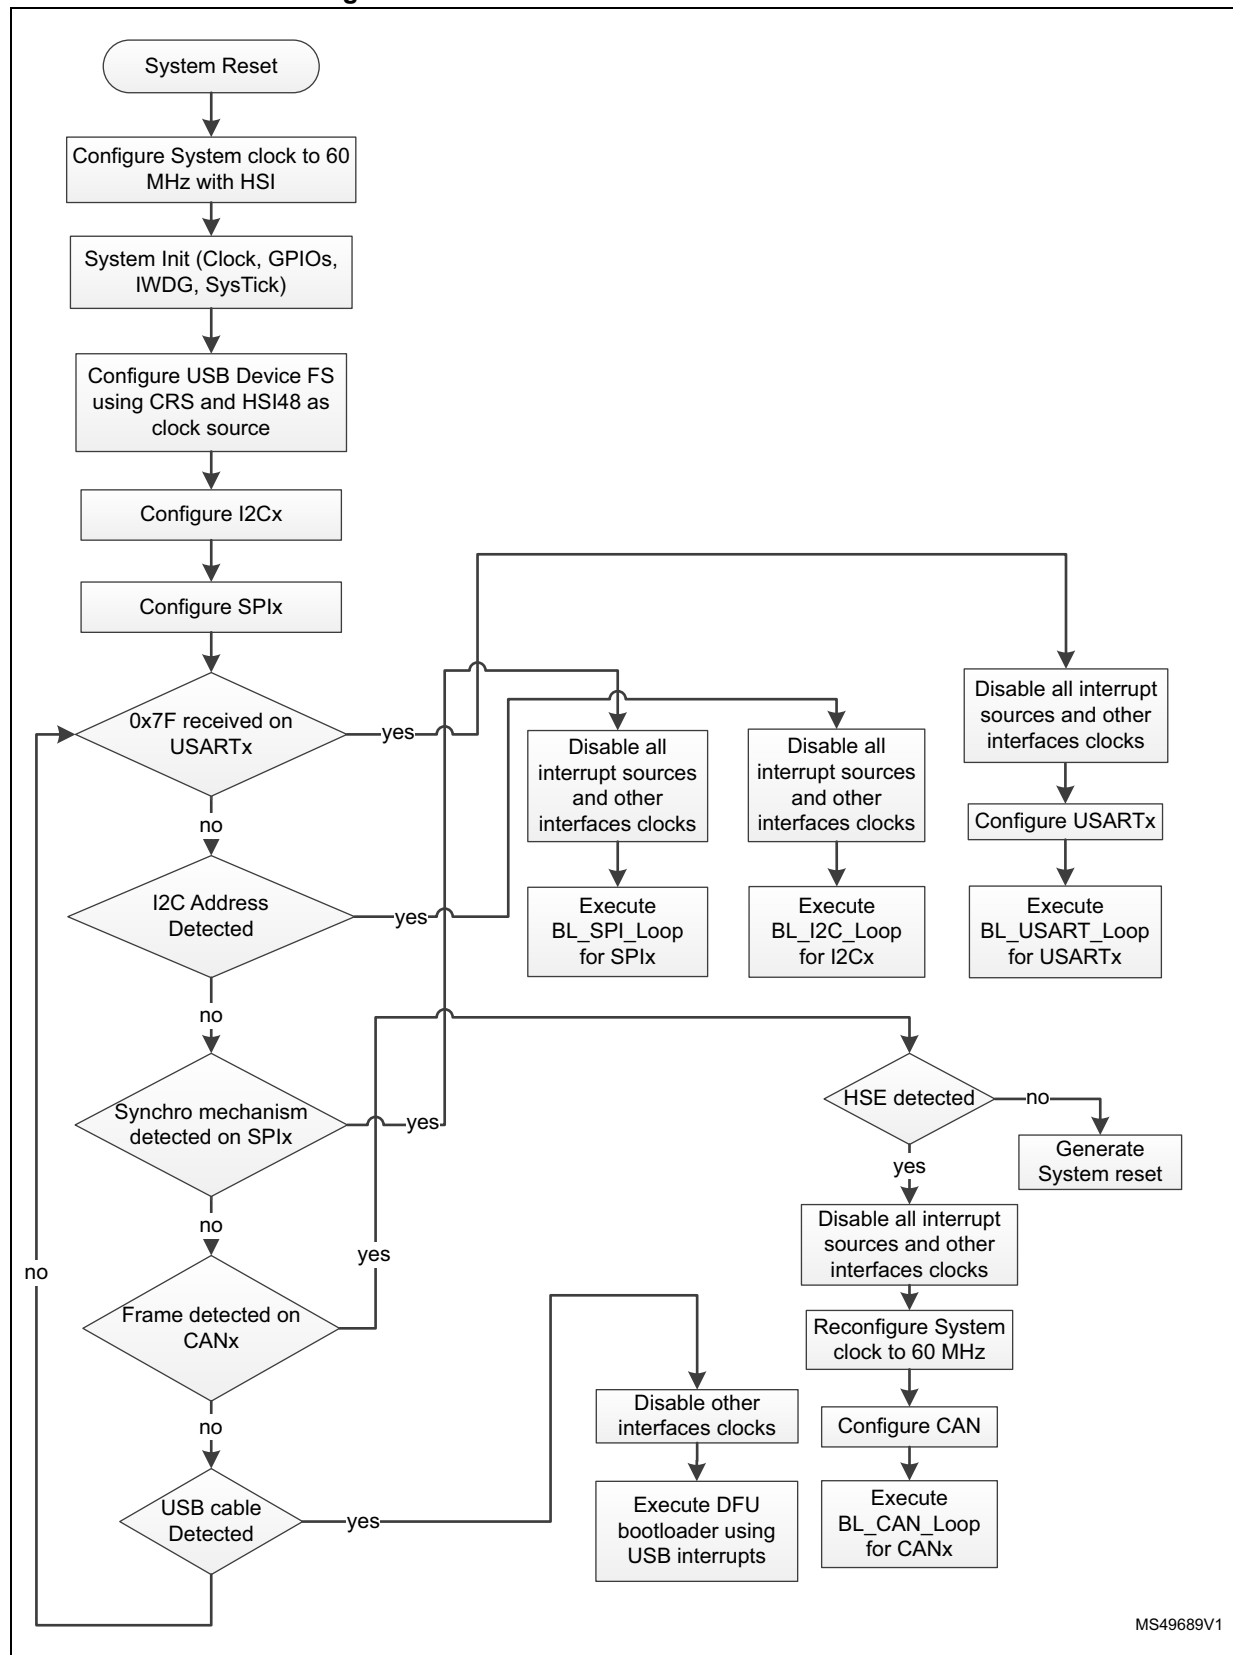 System Reset
Configure System clock to 60
MHz with HSI
System Init (Clock, GPIOs,
IWDG, SysTick)
Configure USB Device FS
using CRS and HSI48 as
clock source
Configure I2Cx
Configure SPIx
0x7F received on
USARTx
yes
no
I2C Address
Detected
yes
no
Synchro mechanism
detected on SPIx
yes
no
Frame detected on
CANx
yes
no
USB cable
Detected
yes
no
Disable all
interrupt sources
and other
interfaces clocks
Execute
BL_SPI_Loop
for SPIx
Disable all
interrupt sources
and other
interfaces clocks
Execute
BL_I2C_Loop
for I2Cx
Disable all interrupt
sources and other
interfaces clocks
Configure USARTx
Execute
BL_USART_Loop
for USARTx
HSE detected
no
Generate
System reset
yes
Disable all interrupt
sources and other
interfaces clocks
Reconfigure System
clock to 60 MHz
Configure CAN
Execute
BL_CAN_Loop
for CANx
Disable other
interfaces clocks
Execute DFU
bootloader using
USB interrupts
MS49689V1